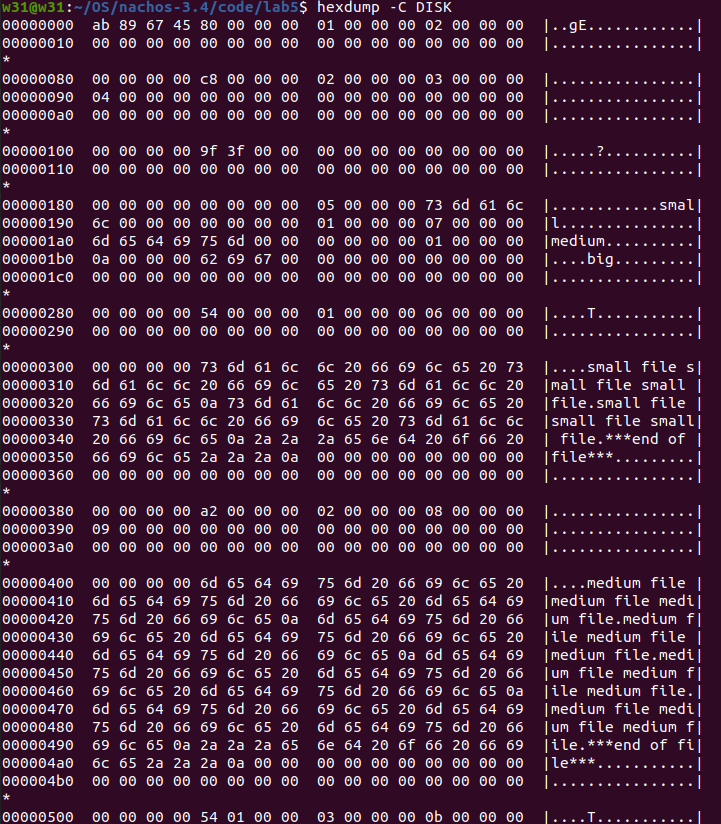 w31@w31:~/OS/nachos-3.4/code/lab5$ hexdump -C DISK
00000000  ab 89 67 45 80 00 00 00  01 00 00 00 02 00 00 00  |..gE............|
00000010  00 00 00 00 00 00 00 00  00 00 00 00 00 00 00 00  |................|
*
00000080  00 00 00 00 c8 00 00 00  02 00 00 00 03 00 00 00  |................|
00000090  04 00 00 00 00 00 00 00  00 00 00 00 00 00 00 00  |................|
000000a0  00 00 00 00 00 00 00 00  00 00 00 00 00 00 00 00  |................|
*
00000100  00 00 00 00 9f 3f 00 00  00 00 00 00 00 00 00 00  |.....?..........|
00000110  00 00 00 00 00 00 00 00  00 00 00 00 00 00 00 00  |................|
*
00000180  00 00 00 00 00 00 00 00  05 00 00 00 73 6d 61 6c  |............smal|
00000190  6c 00 00 00 00 00 00 00  01 00 00 00 07 00 00 00  |l...............|
000001a0  6d 65 64 69 75 6d 00 00  00 00 00 00 01 00 00 00  |medium..........|
000001b0  0a 00 00 00 62 69 67 00  00 00 00 00 00 00 00 00  |....big.........|
000001c0  00 00 00 00 00 00 00 00  00 00 00 00 00 00 00 00  |................|
*
00000280  00 00 00 00 54 00 00 00  01 00 00 00 06 00 00 00  |....T...........|
00000290  00 00 00 00 00 00 00 00  00 00 00 00 00 00 00 00  |................|
*
00000300  00 00 00 00 73 6d 61 6c  6c 20 66 69 6c 65 20 73  |....small file s|
00000310  6d 61 6c 6c 20 66 69 6c  65 20 73 6d 61 6c 6c 20  |mall file small |
00000320  66 69 6c 65 0a 73 6d 61  6c 6c 20 66 69 6c 65 20  |file.small file |
00000330  73 6d 61 6c 6c 20 66 69  6c 65 20 73 6d 61 6c 6c  |small file small|
00000340  20 66 69 6c 65 0a 2a 2a  2a 65 6e 64 20 6f 66 20  | file.***end of |
00000350  66 69 6c 65 2a 2a 2a 0a  00 00 00 00 00 00 00 00  |file***.........|
00000360  00 00 00 00 00 00 00 00  00 00 00 00 00 00 00 00  |................|
*
00000380  00 00 00 00 a2 00 00 00  02 00 00 00 08 00 00 00  |................|
00000390  09 00 00 00 00 00 00 00  00 00 00 00 00 00 00 00  |................|
000003a0  00 00 00 00 00 00 00 00  00 00 00 00 00 00 00 00  |................|
*
00000400  00 00 00 00 6d 65 64 69  75 6d 20 66 69 6c 65 20  |....medium file |
00000410  6d 65 64 69 75 6d 20 66  69 6c 65 20 6d 65 64 69  |medium file medi|
00000420  75 6d 20 66 69 6c 65 0a  6d 65 64 69 75 6d 20 66  |um file.medium f|
00000430  69 6c 65 20 6d 65 64 69  75 6d 20 66 69 6c 65 20  |ile medium file |
00000440  6d 65 64 69 75 6d 20 66  69 6c 65 0a 6d 65 64 69  |medium file.medi|
00000450  75 6d 20 66 69 6c 65 20  6d 65 64 69 75 6d 20 66  |um file medium f|
00000460  69 6c 65 20 6d 65 64 69  75 6d 20 66 69 6c 65 0a  |ile medium file.|
00000470  6d 65 64 69 75 6d 20 66  69 6c 65 20 6d 65 64 69  |medium file medi|
00000480  75 6d 20 66 69 6c 65 20  6d 65 64 69 75 6d 20 66  |um file medium f|
00000490  69 6c 65 0a 2a 2a 2a 65  6e 64 20 6f 66 20 66 69  |ile.***end of fi|
000004a0  6c 65 2a 2a 2a 0a 00 00  00 00 00 00 00 00 00 00  |le***...........|
000004b0  00 00 00 00 00 00 00 00  00 00 00 00 00 00 00 00  |................|
*
00000500  00 00 00 00 54 01 00 00  03 00 00 00 0b 00 00 00  |....T...........|